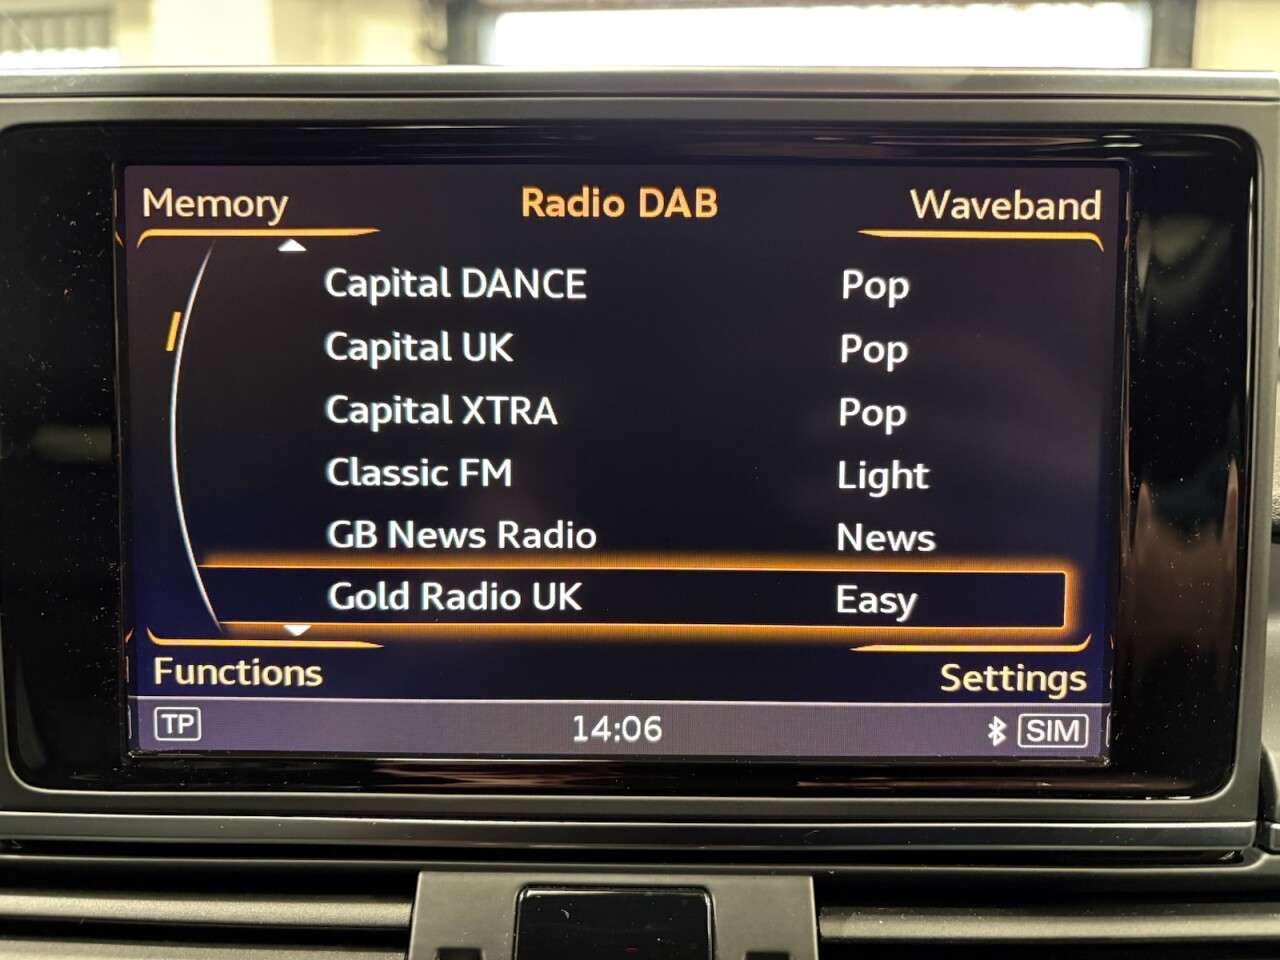 Memory Radio DAB Waveband
Capital DANCE Pop
Capital UK Pop
Capital XTRA Pop
Classic FM Light
GB News Radio News
Gold Radio UK Easy
Functions Settings
TP 14:06 SIM